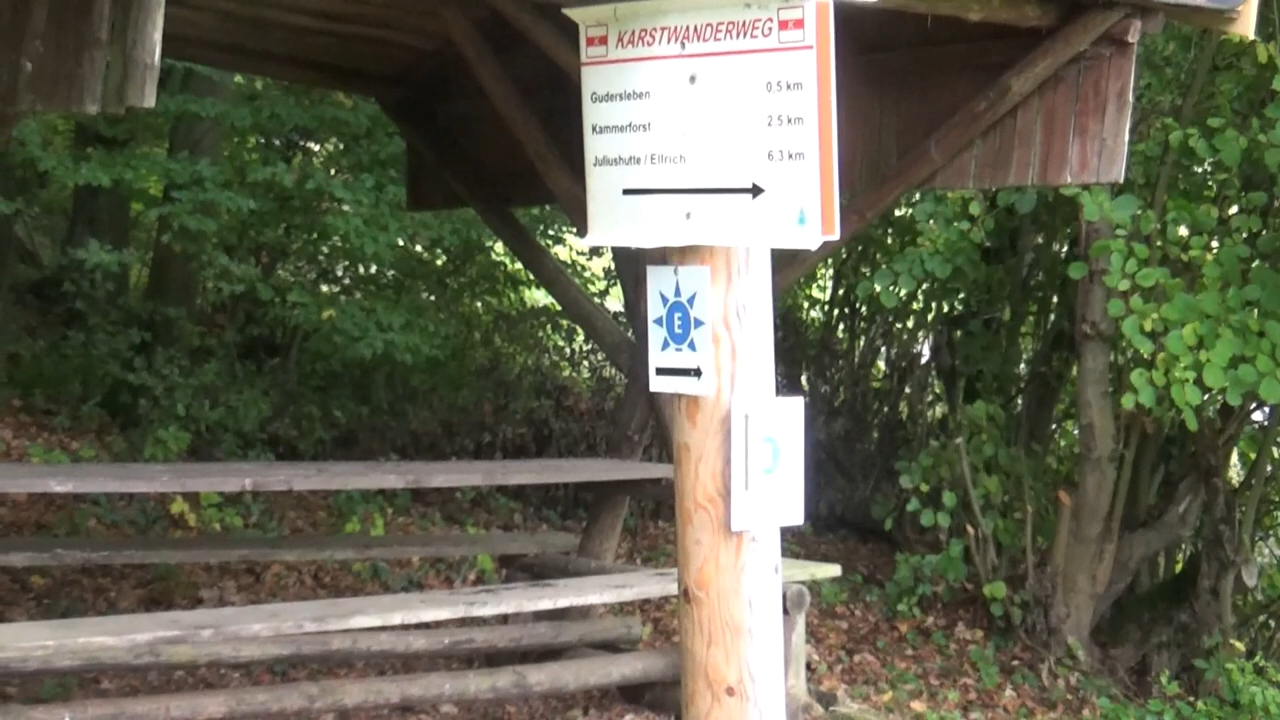 K KARSTWANDERWEG K
Gudersleben 0,5 km
Kammerforst 2 5 km
Juliushutte / Ellrich 6,3 km
E